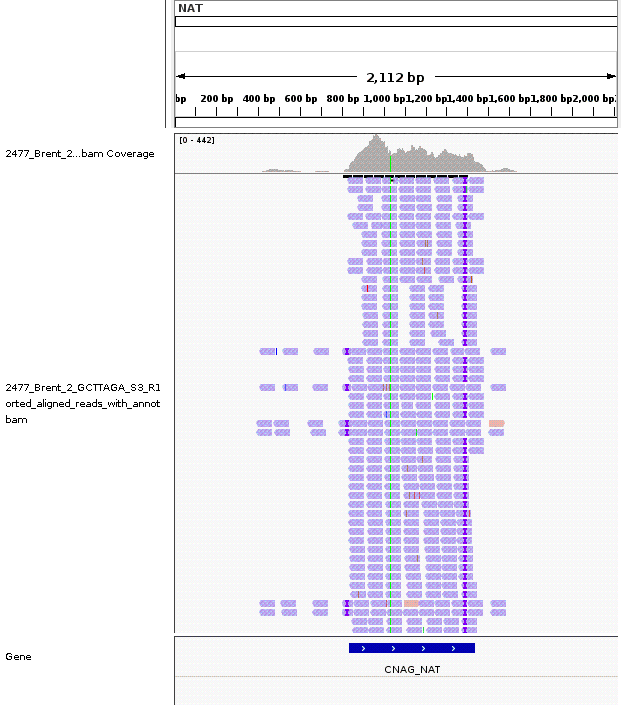 NAT
2,112 bp
bp 200 bp 400 bp 600 bp 800 bp 1,000 bp 1,200 bp 1,400 bp 1,600 bp 1,800 bp 2,000 bp
2477_Brent_2...bam Coverage
[0 - 442]
2477_Brent_2_GCTTAGA_S3_R1
orted_aligned_reads_with_annot
bam
Gene
CNAG_NAT